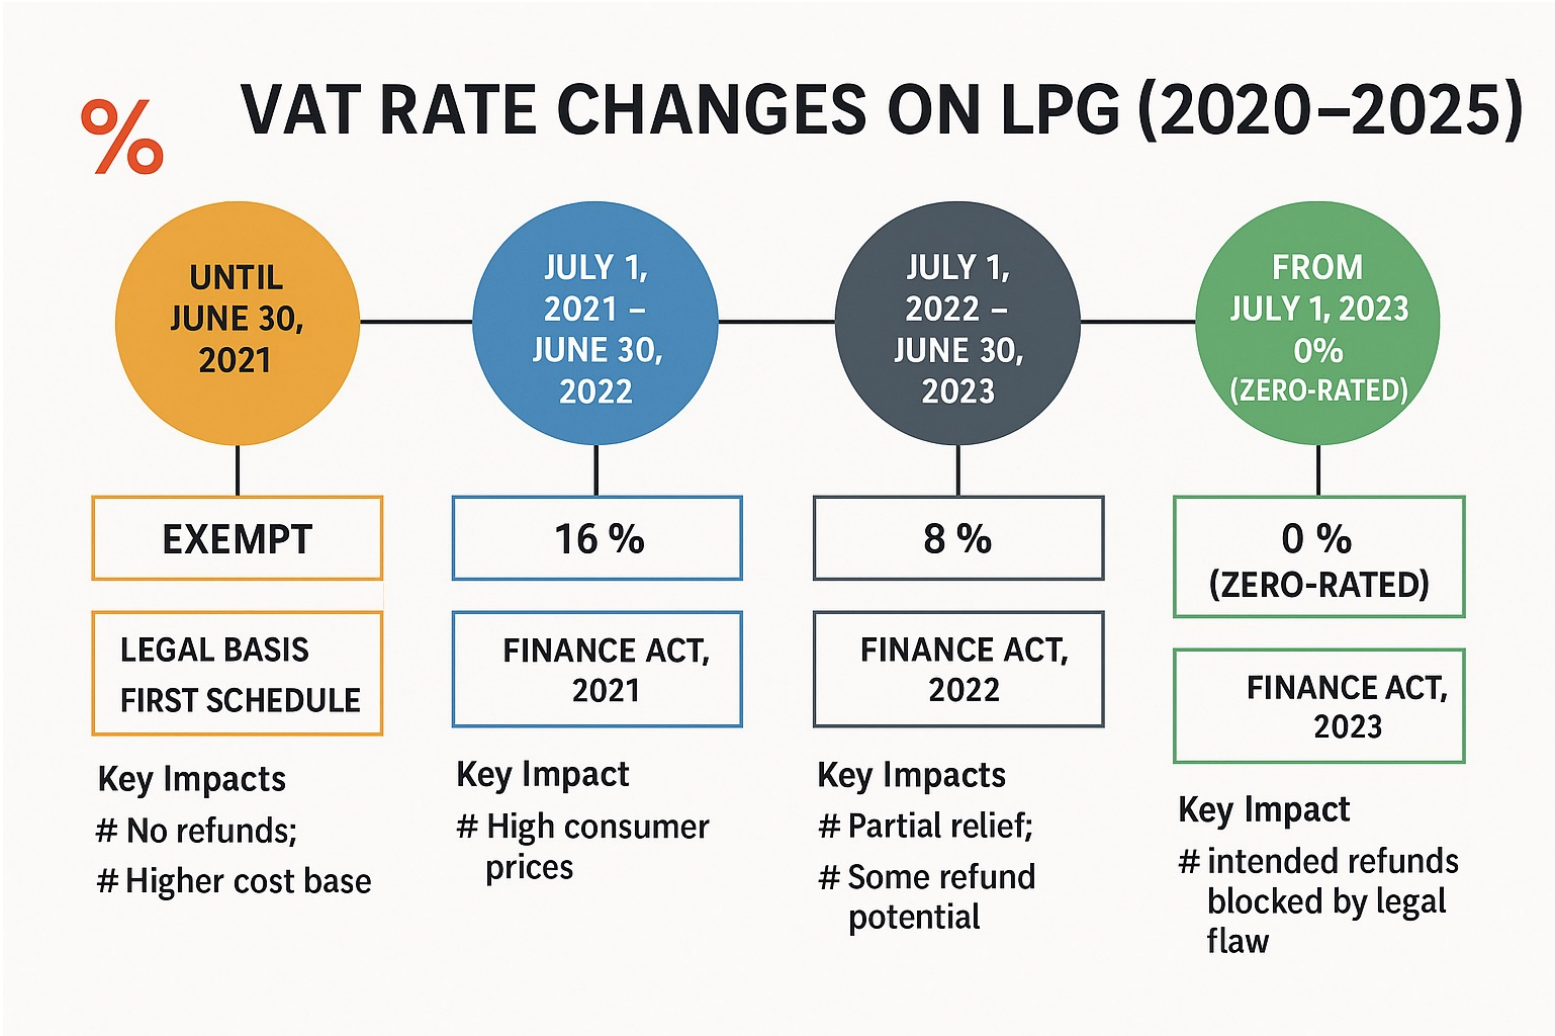 %
VAT RATE CHANGES ON LPG (2020–2025)
UNTIL
JUNE 30,
2021
EXEMPT
LEGAL BASIS
FIRST SCHEDULE
Key Impacts
# No refunds;
# Higher cost base
JULY 1,
2021 –
JUNE 30,
2022
16 %
FINANCE ACT,
2021
Key Impact
# High consumer
prices
JULY 1,
2022 –
JUNE 30,
2023
8 %
FINANCE ACT,
2022
Key Impacts
# Partial relief;
# Some refund
potential
FROM
JULY 1, 2023
0%
(ZERO-RATED)
0 %
(ZERO-RATED)
FINANCE ACT,
2023
Key Impact
# intended refunds
blocked by legal
flaw